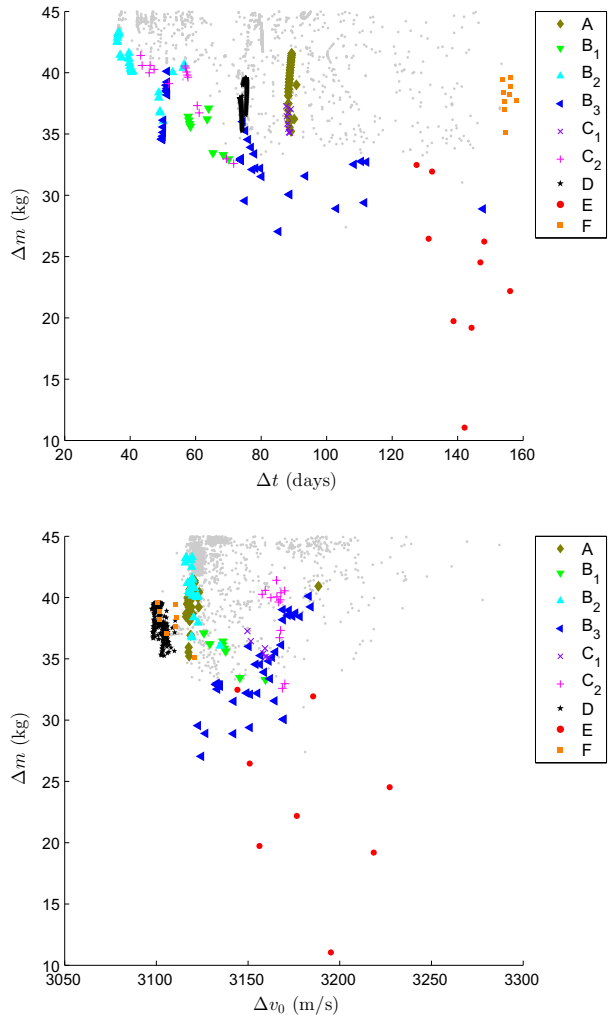 45
40
35
30
25
20
15
10
Δm (kg)
20 40 60 80 100 120 140 160
Δt (days)
A
B₁
B₂
B₃
C₁
C₂
D
E
F
45
40
35
30
25
20
15
10
Δm (kg)
3050 3100 3150 3200 3250 3300
Δv₀ (m/s)
A
B₁
B₂
B₃
C₁
C₂
D
E
F